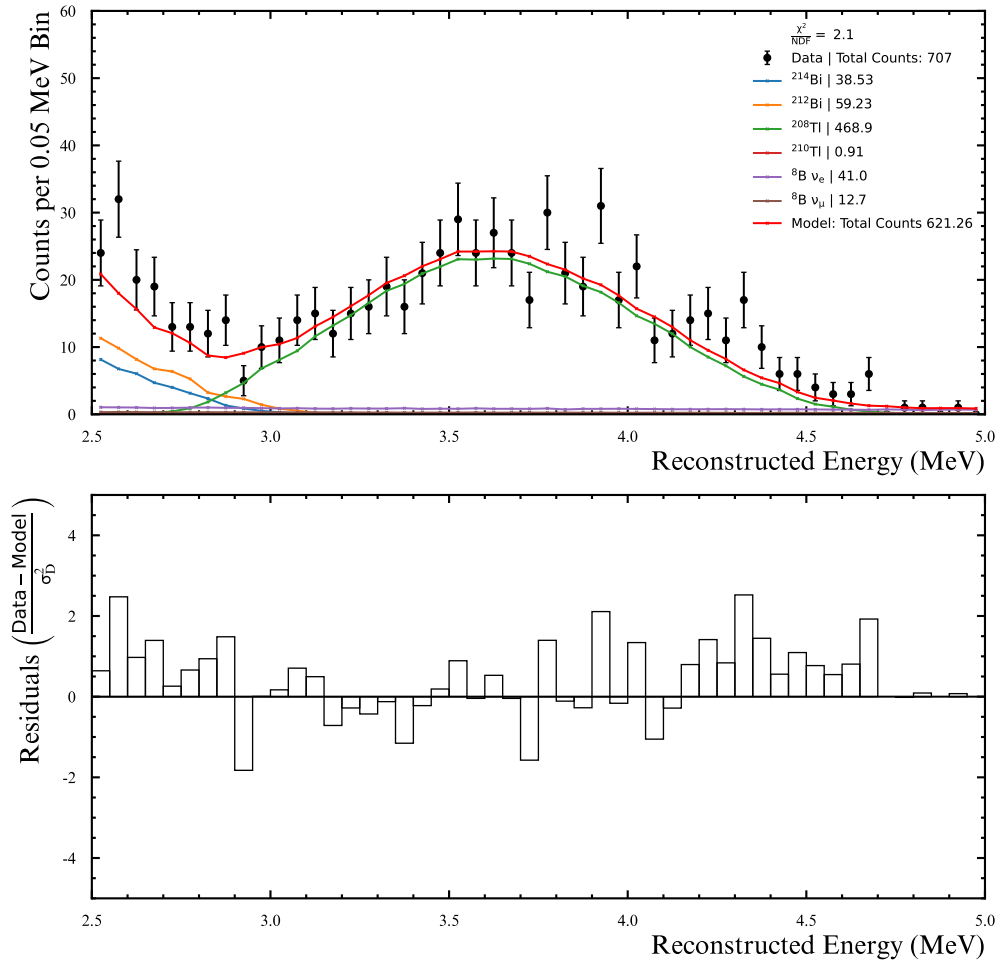 60
50
40
30
20
10
0
Counts per 0.05 MeV Bin
χ²/NDF = 2.1
Data | Total Counts: 707
²¹⁴Bi | 38.53
²¹²Bi | 59.23
²⁰⁸Tl | 468.9
²¹⁰Tl | 0.91
⁸B νₑ | 41.0
⁸B ν_μ | 12.7
Model: Total Counts 621.26
2.5 3.0 3.5 4.0 4.5 5.0
Reconstructed Energy (MeV)
4
2
0
-2
-4
Residuals (Data − Model / σ²_D)
2.5 3.0 3.5 4.0 4.5 5.0
Reconstructed Energy (MeV)